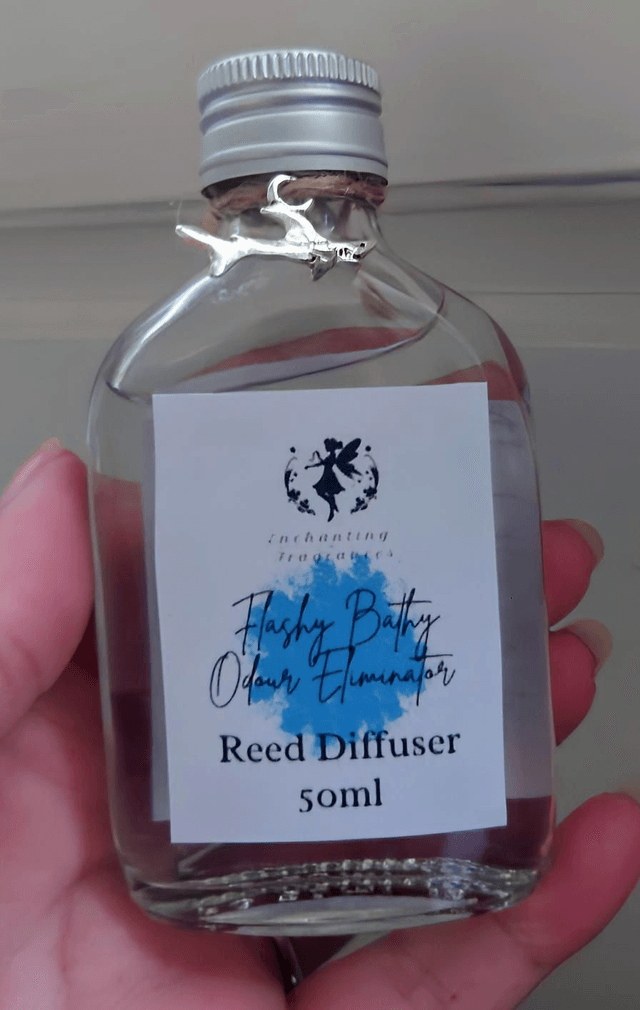 Enchanting
Fragrances
Flashy Bathy
Odour Eliminator
Reed Diffuser
50ml